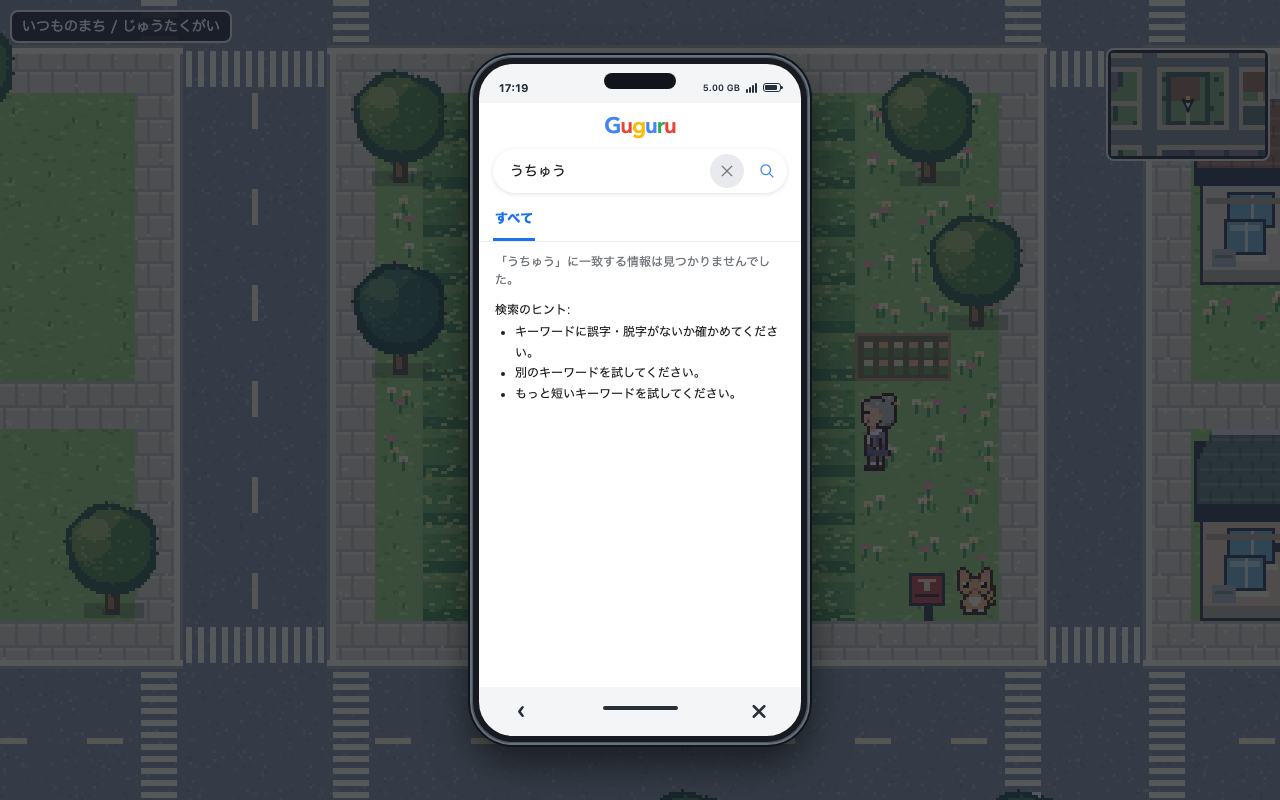 いつものまち / じゅうたくがい
17:19
5.00 GB
Guguru
うちゅう
すべて
「うちゅう」に一致する情報は見つかりませんでし
た。
検索のヒント:
キーワードに誤字・脱字がないか確かめてくださ
い。
別のキーワードを試してください。
もっと短いキーワードを試してください。